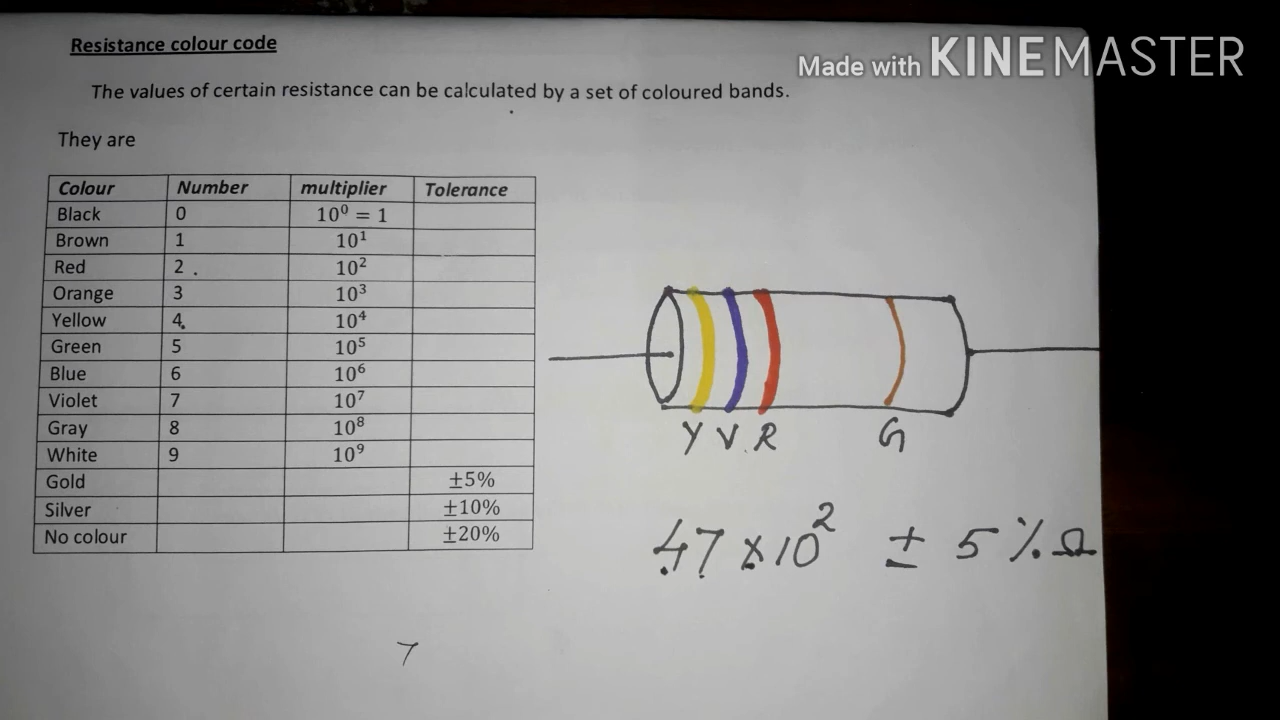 Resistance colour code
Made with KINEMASTER
The values of certain resistance can be calculated by a set of coloured bands.
They are
Colour Number multiplier Tolerance
Black 0 10⁰ = 1
Brown 1 10¹
Red 2 10²
Orange 3 10³
Yellow 4 10⁴
Green 5 10⁵
Blue 6 10⁶
Violet 7 10⁷
Gray 8 10⁸
White 9 10⁹
Gold ±5%
Silver ±10%
No colour ±20%
Y V R G
47 × 10² ± 5 % Ω